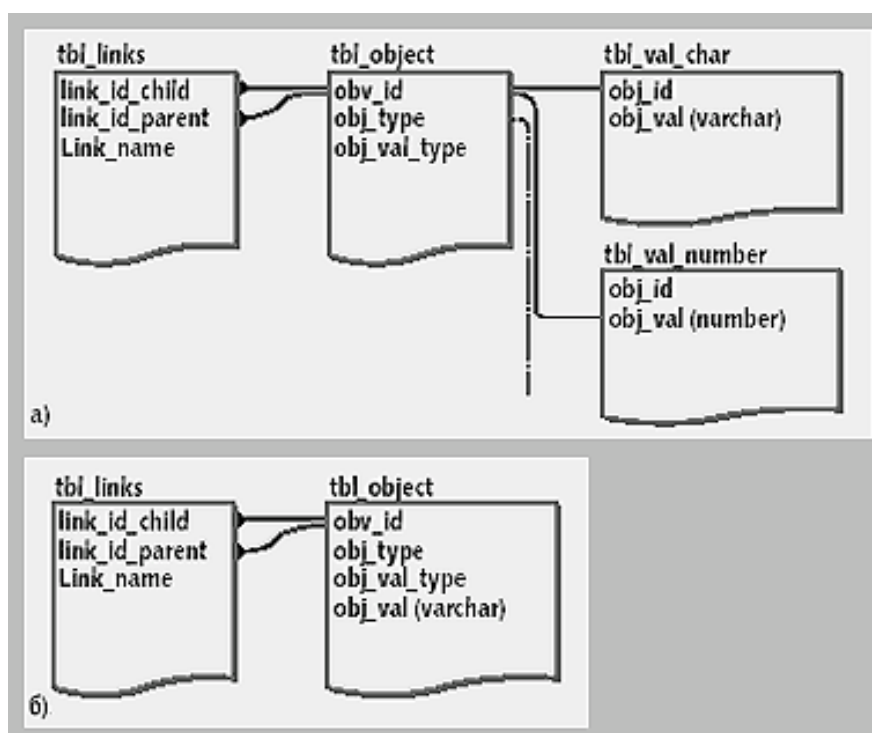 tbl_links
link_id_child
link_id_parent
Link_name
tbl_object
obv_id
obj_type
obj_val_type
tbl_val_char
obj_id
obj_val (varchar)
tbl_val_number
obj_id
obj_val (number)
а)
tbl_links
link_id_child
link_id_parent
Link_name
tbl_object
obv_id
obj_type
obj_val_type
obj_val (varchar)
б)